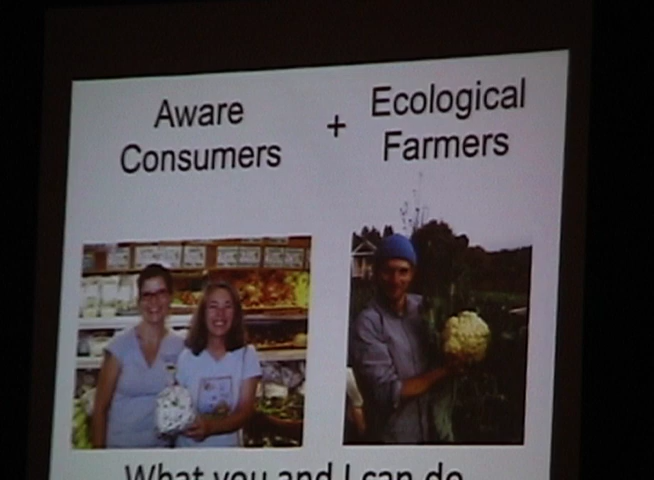 Aware
Consumers
+
Ecological
Farmers
What you and I can do